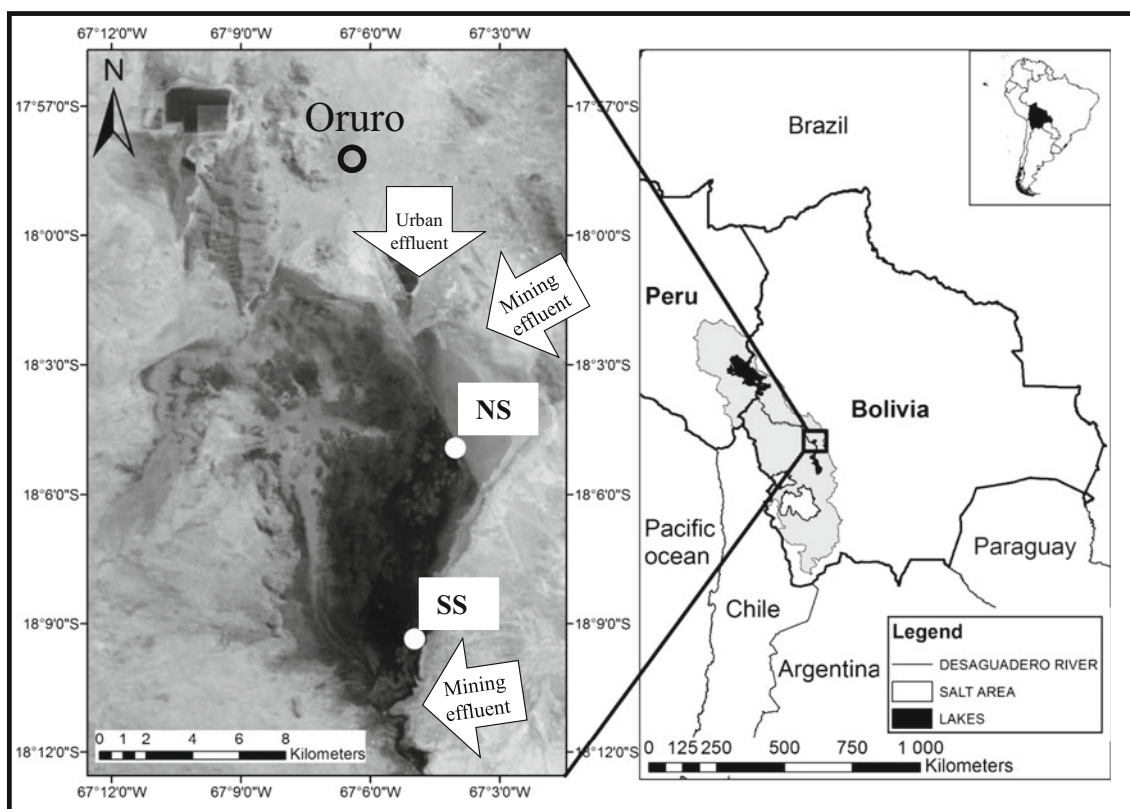 67°12'0"W 67°9'0"W 67°6'0"W 67°3'0"W
N
17°57'0"S
17°57'0"S
Oruro
Urban
effluent
18°0'0"S
18°0'0"S
Mining
effluent
18°3'0"S
18°3'0"S
NS
18°6'0"S
18°6'0"S
SS
18°9'0"S
18°9'0"S
Mining
effluent
0 1 2 4 6 8
Kilometers
18°12'0"S
18°12'0"S
67°12'0"W 67°9'0"W 67°6'0"W 67°3'0"W
Brazil
Peru
Bolivia
Pacific
ocean
Paraguay
Chile
Argentina
Legend
DESAGUADERO RIVER
SALT AREA
LAKES
0 125 250 500 750 1 000
Kilometers